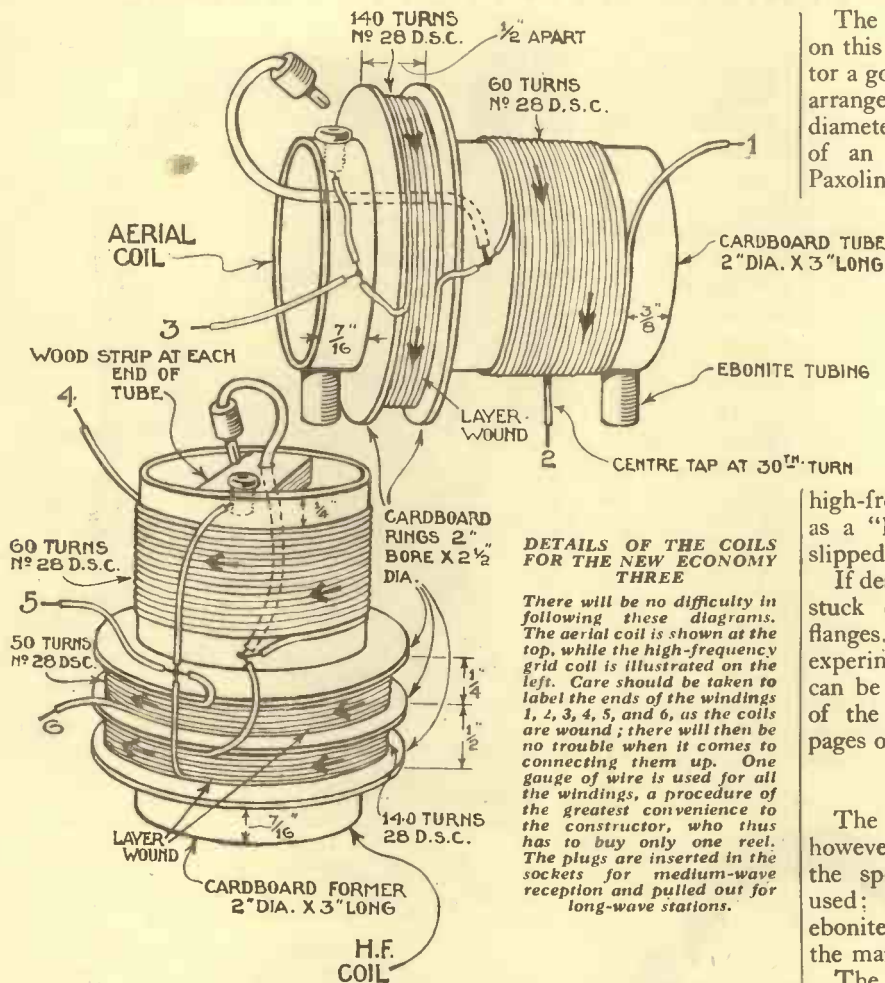 140 TURNS
Nº 28 D.S.C.
½" APART
60 TURNS
Nº 28 D.S.C.
1
AERIAL
COIL
CARDBOARD TUBE
2" DIA. X 3" LONG
3
7/16"
3/8"
WOOD STRIP AT EACH
END OF
TUBE
EBONITE TUBING
4
LAYER
WOUND
2
CENTRE TAP AT 30TH TURN
¼"
CARDBOARD
RINGS 2"
BORE X 2½"
DIA.
60 TURNS
Nº 28 D.S.C.
5
50 TURNS
Nº 28 DSC.
6
¼"
½"
7/16"
LAYER
WOUND
140 TURNS
28 D.S.C.
CARDBOARD FORMER
2" DIA. X 3" LONG
H.F.
COIL
DETAILS OF THE COILS
FOR THE NEW ECONOMY
THREE
There will be no difficulty in
following these diagrams.
The aerial coil is shown at the
top, while the high-frequency
grid coil is illustrated on the
left. Care should be taken to
label the ends of the windings
1, 2, 3, 4, 5, and 6, as the coils
are wound ; there will then be
no trouble when it comes to
connecting them up. One
gauge of wire is used for all
the windings, a procedure of
the greatest convenience to
the constructor, who thus
has to buy only one reel.
The plugs are inserted in the
sockets for medium-wave
reception and pulled out for
long-wave stations.
The
on this
tor a go
arrange
diamete
of an
Paxolin
high-fre
as a "
slipped
If des
stuck
flanges.
experin
can be
of the
pages o
The
howeve
the sp
used:
ebonite
the ma
The